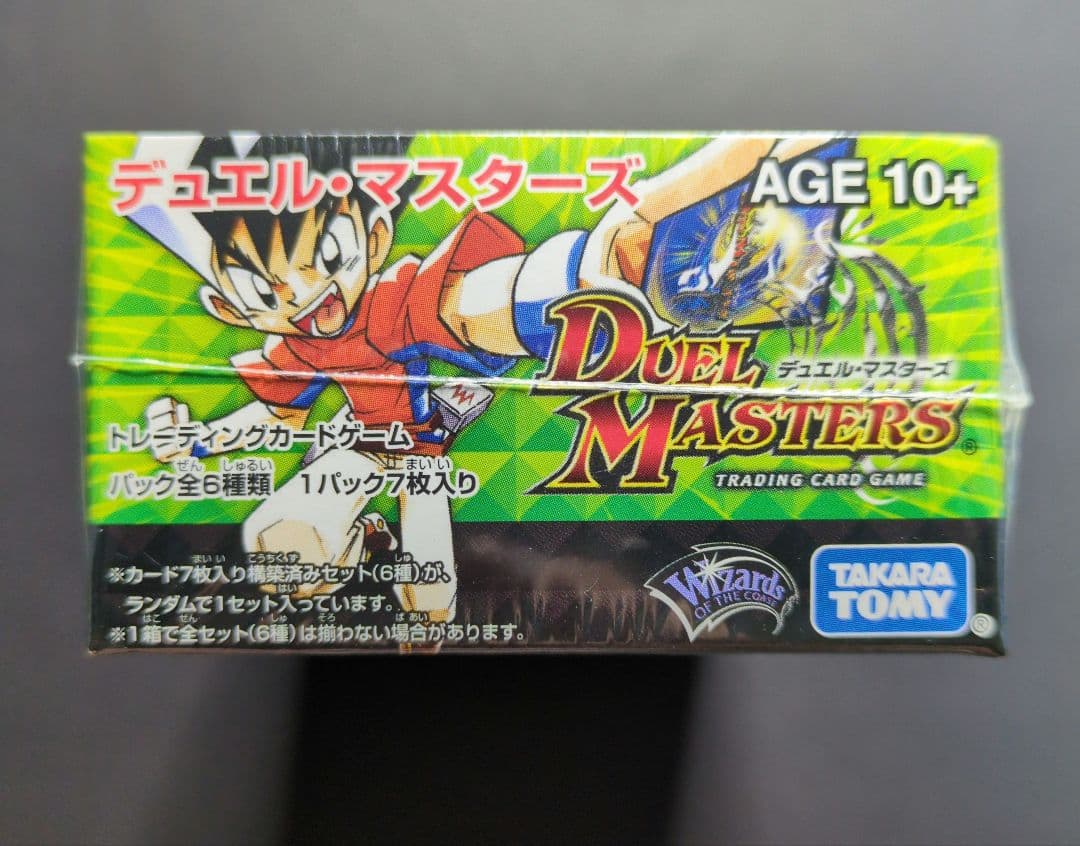 デュエル・マスターズ
AGE 10+
DUEL MASTERS
デュエル・マスターズ
®
TRADING CARD GAME
トレーディングカードゲーム
パック全6種類 1パック7枚入り
※カード7枚入り構築済みセット(6種)が、
ランダムで1セット入っています。
※1箱で全セット(6種)は揃わない場合があります。
Wizards
OF THE COAST
TAKARA
TOMY
®